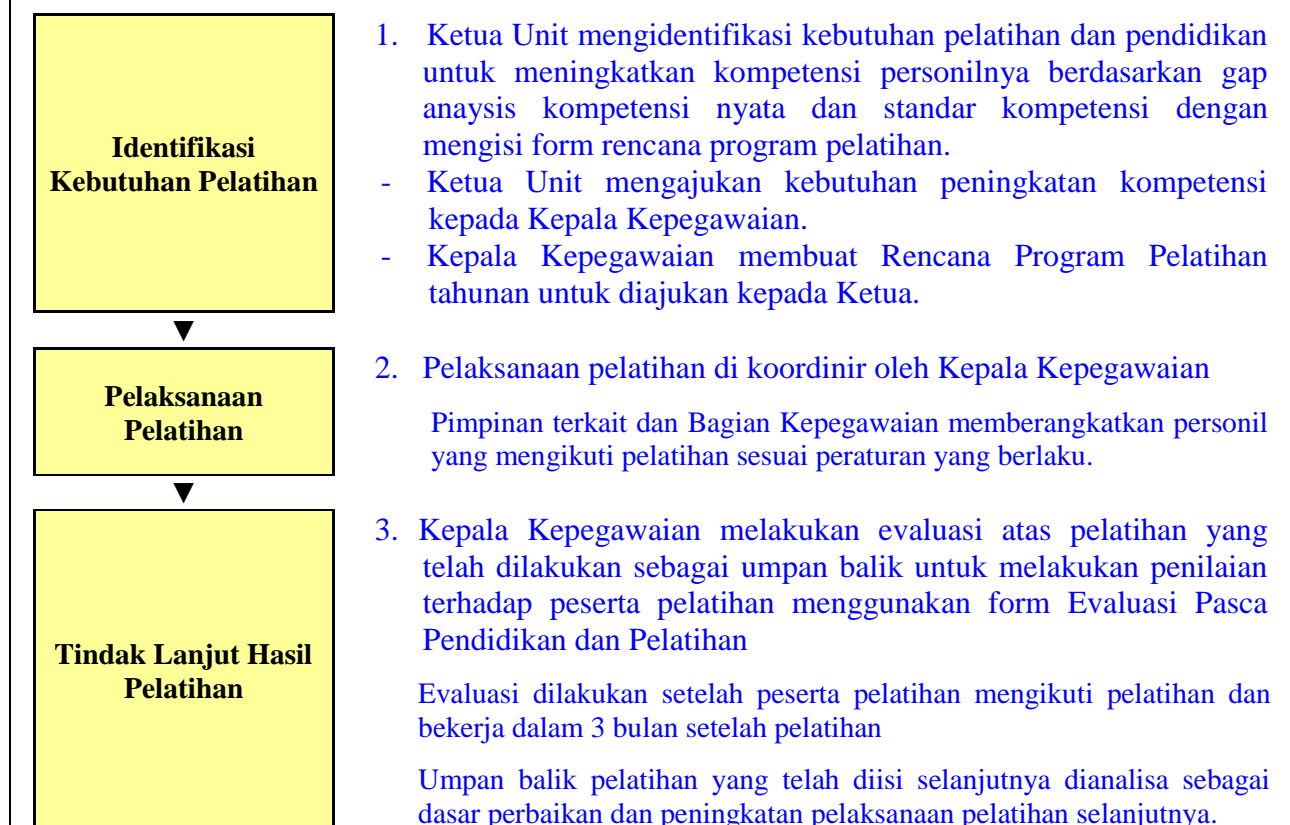 Identifikasi
Kebutuhan Pelatihan
1. Ketua Unit mengidentifikasi kebutuhan pelatihan dan pendidikan
untuk meningkatkan kompetensi personilnya berdasarkan gap
anaysis kompetensi nyata dan standar kompetensi dengan
mengisi form rencana program pelatihan.
- Ketua Unit mengajukan kebutuhan peningkatan kompetensi
kepada Kepala Kepegawaian.
- Kepala Kepegawaian membuat Rencana Program Pelatihan
tahunan untuk diajukan kepada Ketua.
Pelaksanaan
Pelatihan
2. Pelaksanaan pelatihan di koordinir oleh Kepala Kepegawaian
Pimpinan terkait dan Bagian Kepegawaian memberangkatkan personil
yang mengikuti pelatihan sesuai peraturan yang berlaku.
Tindak Lanjut Hasil
Pelatihan
3. Kepala Kepegawaian melakukan evaluasi atas pelatihan yang
telah dilakukan sebagai umpan balik untuk melakukan penilaian
terhadap peserta pelatihan menggunakan form Evaluasi Pasca
Pendidikan dan Pelatihan
Evaluasi dilakukan setelah peserta pelatihan mengikuti pelatihan dan
bekerja dalam 3 bulan setelah pelatihan
Umpan balik pelatihan yang telah diisi selanjutnya dianalisa sebagai
dasar perbaikan dan peningkatan pelaksanaan pelatihan selanjutnya.